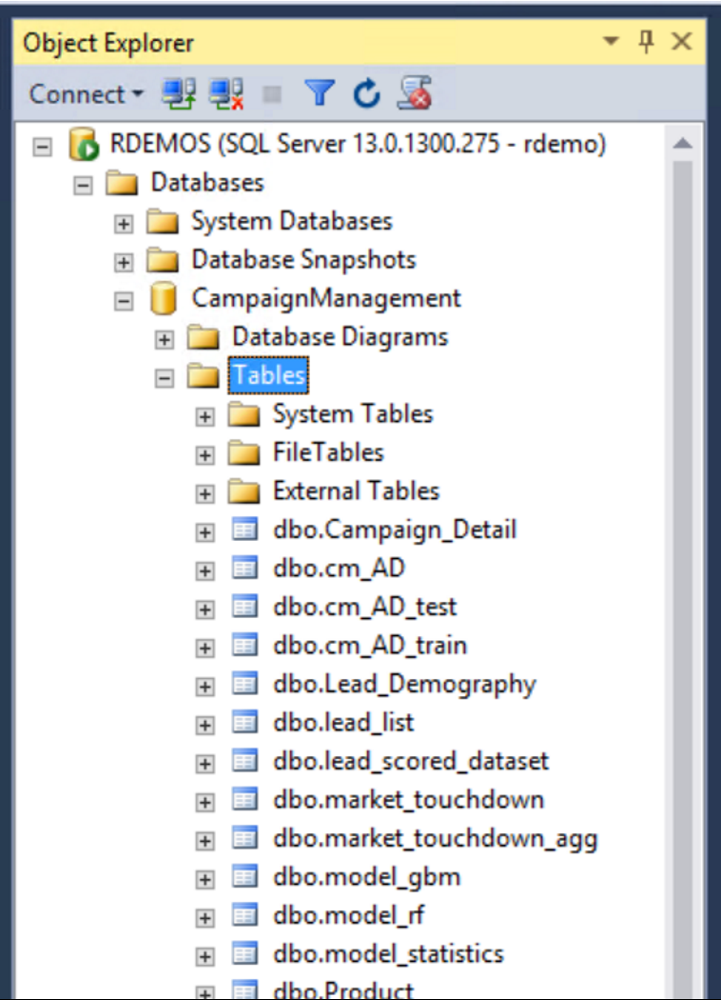 Object Explorer
Connect
RDEMOS (SQL Server 13.0.1300.275 - rdemo)
Databases
System Databases
Database Snapshots
CampaignManagement
Database Diagrams
Tables
System Tables
FileTables
External Tables
dbo.Campaign_Detail
dbo.cm_AD
dbo.cm_AD_test
dbo.cm_AD_train
dbo.Lead_Demography
dbo.lead_list
dbo.lead_scored_dataset
dbo.market_touchdown
dbo.market_touchdown_agg
dbo.model_gbm
dbo.model_rf
dbo.model_statistics
dbo.Product